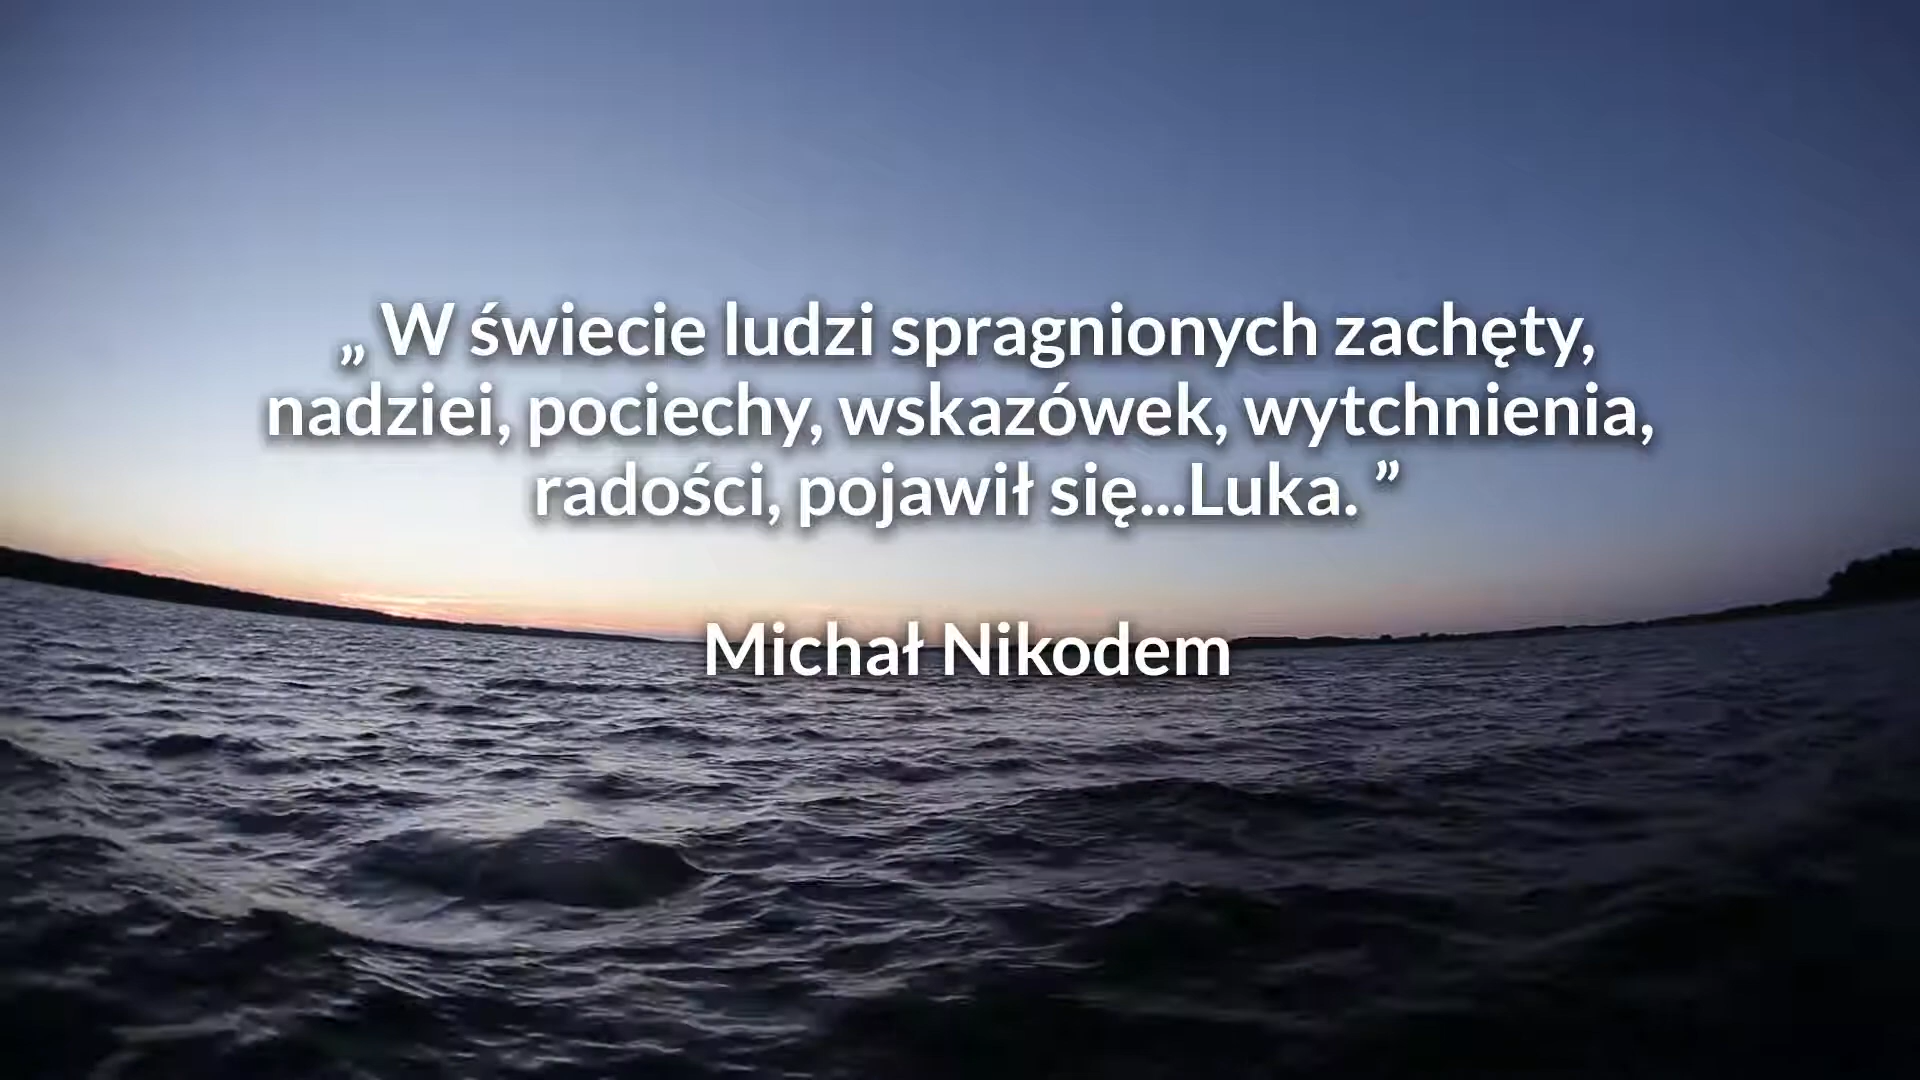 „ W świecie ludzi spragnionych zachęty,
nadziei, pociechy, wskazówek, wytchnienia,
radości, pojawił się...Luka. ”
Michał Nikodem